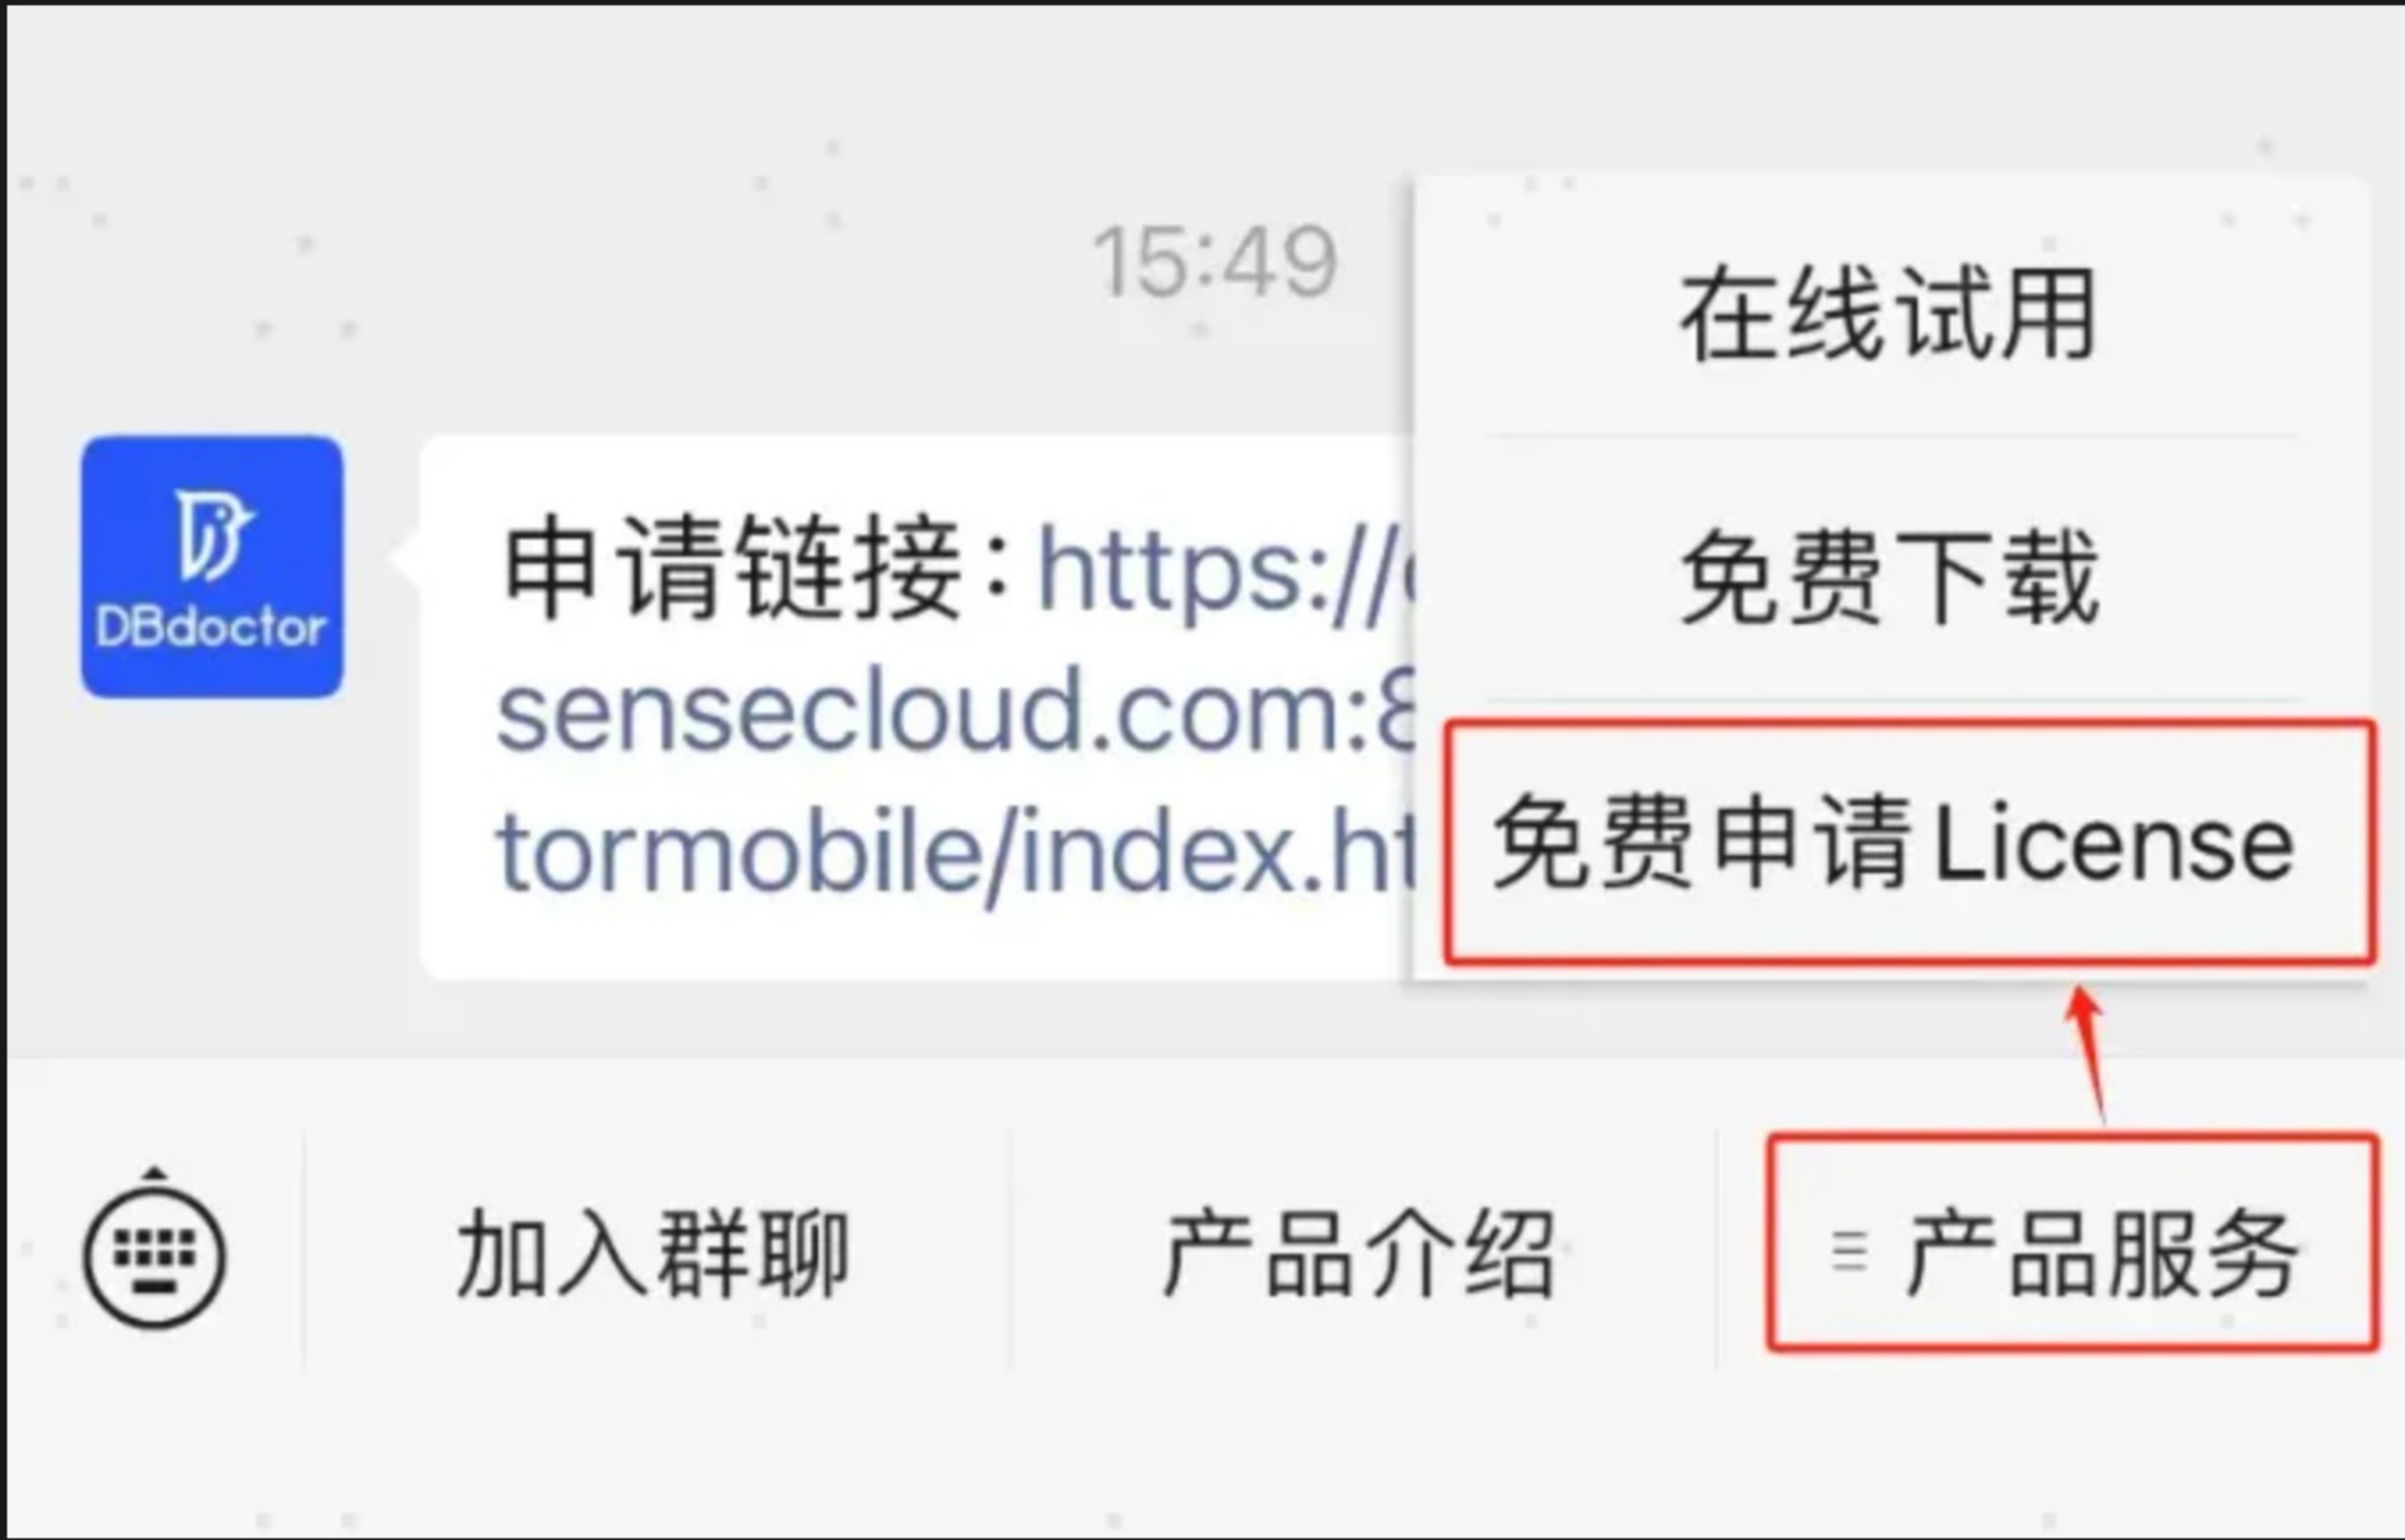 15:49
在线试用
免费下载
免费申请License
DBdoctor
申请链接：https://
sensecloud.com:
tormobile/index.ht
加入群聊
产品介绍
产品服务